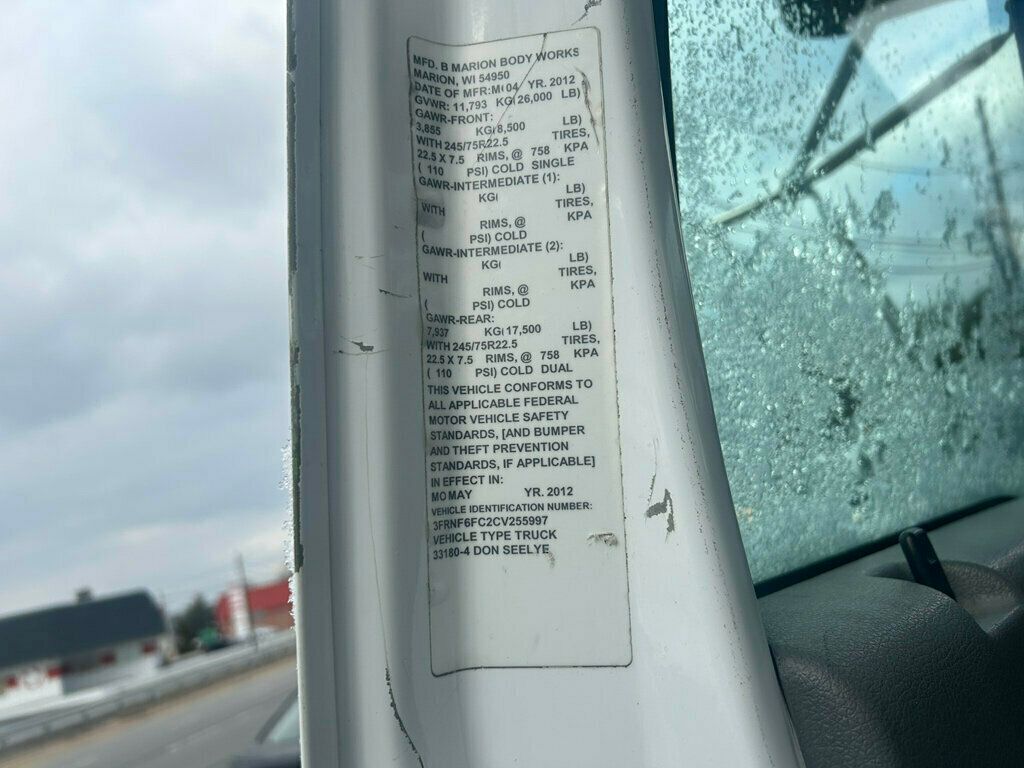 MFD. B MARION BODY WORKS
MARION, WI 54950
DATE OF MFR:M( 04 YR. 2012
GVWR: 11,793 KG( 26,000 LB)
GAWR-FRONT:
3,855 KG( 8,500 LB)
WITH 245/75R22.5 TIRES,
22.5 X 7.5 RIMS, @ 758 KPA
( 110 PSI) COLD SINGLE
GAWR-INTERMEDIATE (1):
KG( LB)
WITH TIRES,
RIMS, @ KPA
( PSI) COLD
GAWR-INTERMEDIATE (2):
KG( LB)
WITH TIRES,
RIMS, @ KPA
( PSI) COLD
GAWR-REAR:
7,937 KG( 17,500 LB)
WITH 245/75R22.5 TIRES,
22.5 X 7.5 RIMS, @ 758 KPA
( 110 PSI) COLD DUAL
THIS VEHICLE CONFORMS TO
ALL APPLICABLE FEDERAL
MOTOR VEHICLE SAFETY
STANDARDS, [AND BUMPER
AND THEFT PREVENTION
STANDARDS, IF APPLICABLE]
IN EFFECT IN:
MO MAY YR. 2012
VEHICLE IDENTIFICATION NUMBER:
3FRNF6FC2CV255997
VEHICLE TYPE TRUCK
33180-4 DON SEELYE